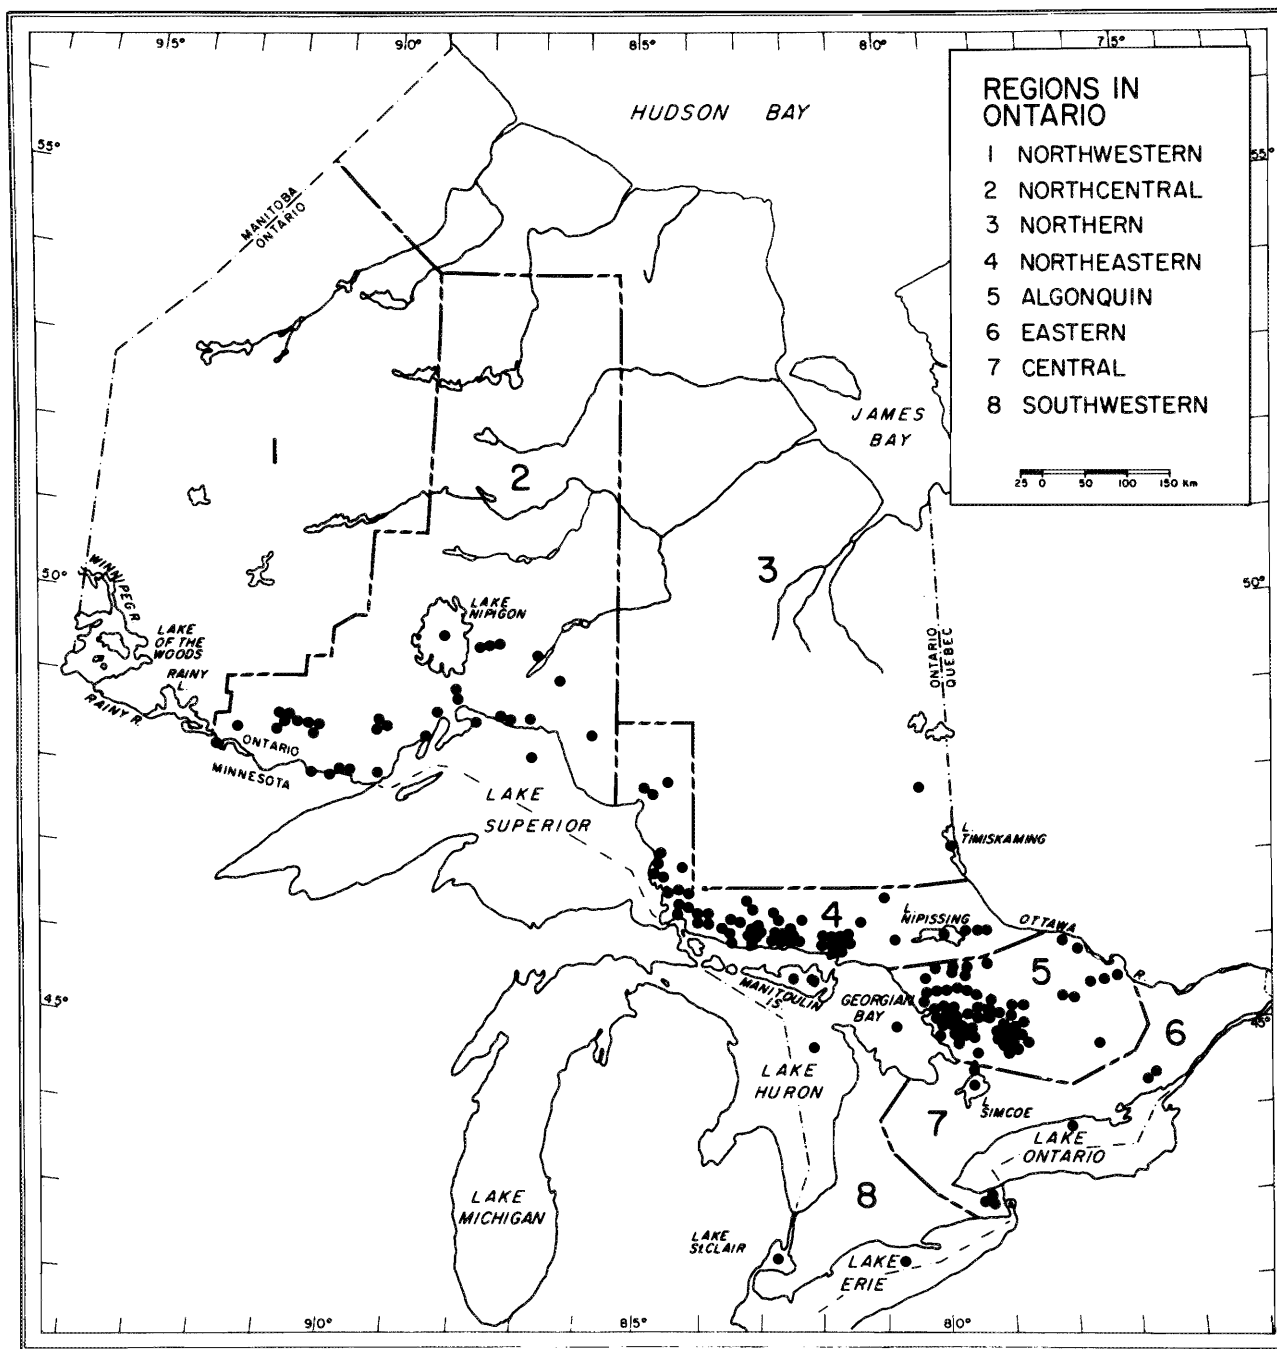 95° 90° 85° 80° 75°
HUDSON BAY
REGIONS IN
ONTARIO
1 NORTHWESTERN
2 NORTHCENTRAL
3 NORTHERN
4 NORTHEASTERN
5 ALGONQUIN
6 EASTERN
7 CENTRAL
8 SOUTHWESTERN
25 0 50 100 150 km
55°
55°
MANITOBA
ONTARIO
JAMES
BAY
1
2
3
50°
50°
WINNIPEG R.
LAKE
OF THE
WOODS
RAINY
L.
RAINY R.
LAKE
NIPIGON
ONTARIO
QUEBEC
ONTARIO
MINNESOTA
LAKE
SUPERIOR
L.
TIMISKAMING
4
L.
NIPISSING
OTTAWA
R.
5
45°
45°
MANITOULIN
IS.
GEORGIAN
BAY
6
LAKE
HURON
7
L.
SIMCOE
LAKE
ONTARIO
8
LAKE
MICHIGAN
LAKE
ST.CLAIR
LAKE
ERIE
90° 85° 80°